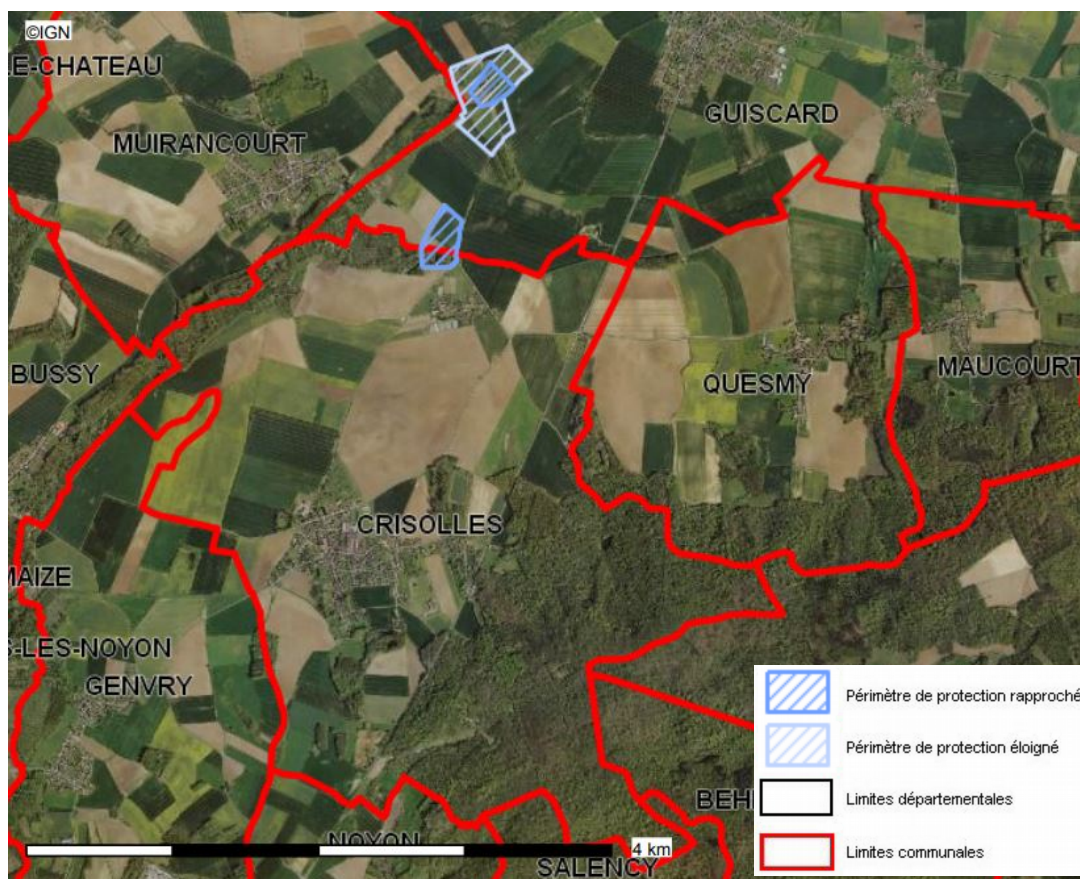 ©IGN
LE-CHATEAU
MUIRANCOURT
GUISCARD
BUSSY
QUESMY
MAUCOURT
CRISOLLES
MAIZE
S-LES-NOYON
GENVRY
Périmètre de protection rapproché
Périmètre de protection éloigné
Limites départementales
Limites communales
BEH
NOYON
4 km
SALENCY